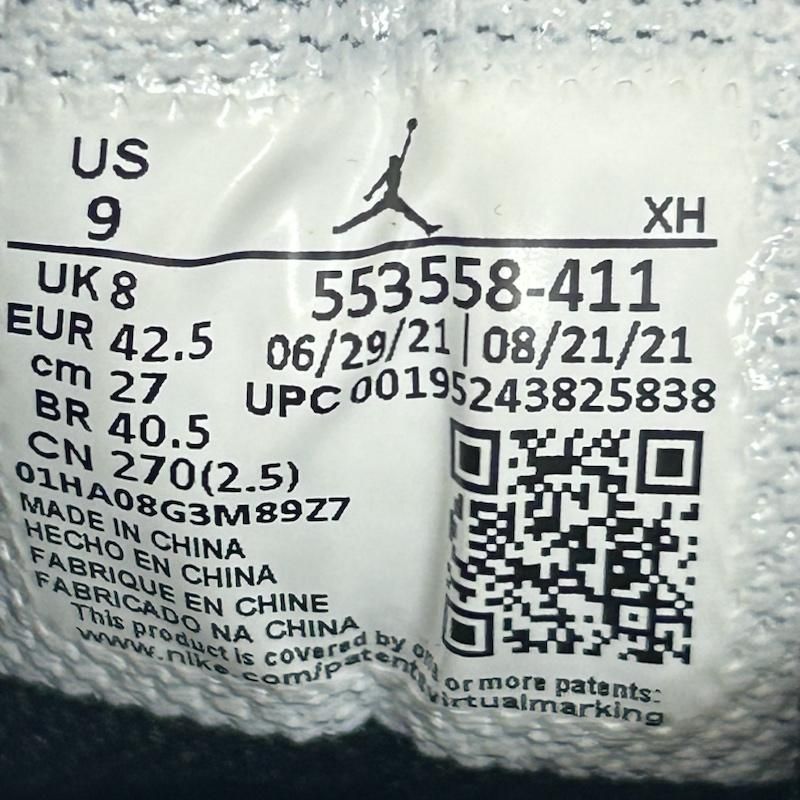 US
9
XH
UK 8
EUR 42.5
cm 27
BR 40.5
CN 270(2.5)
553558-411
06/29/21 | 08/21/21
UPC 00195243825838
01HA08G3M89Z7
MADE IN CHINA
HECHO EN CHINA
FABRIQUE EN CHINE
FABRICADO NA CHINA
This product is covered by one or more patents:
www.nike.com/patents virtualmarking